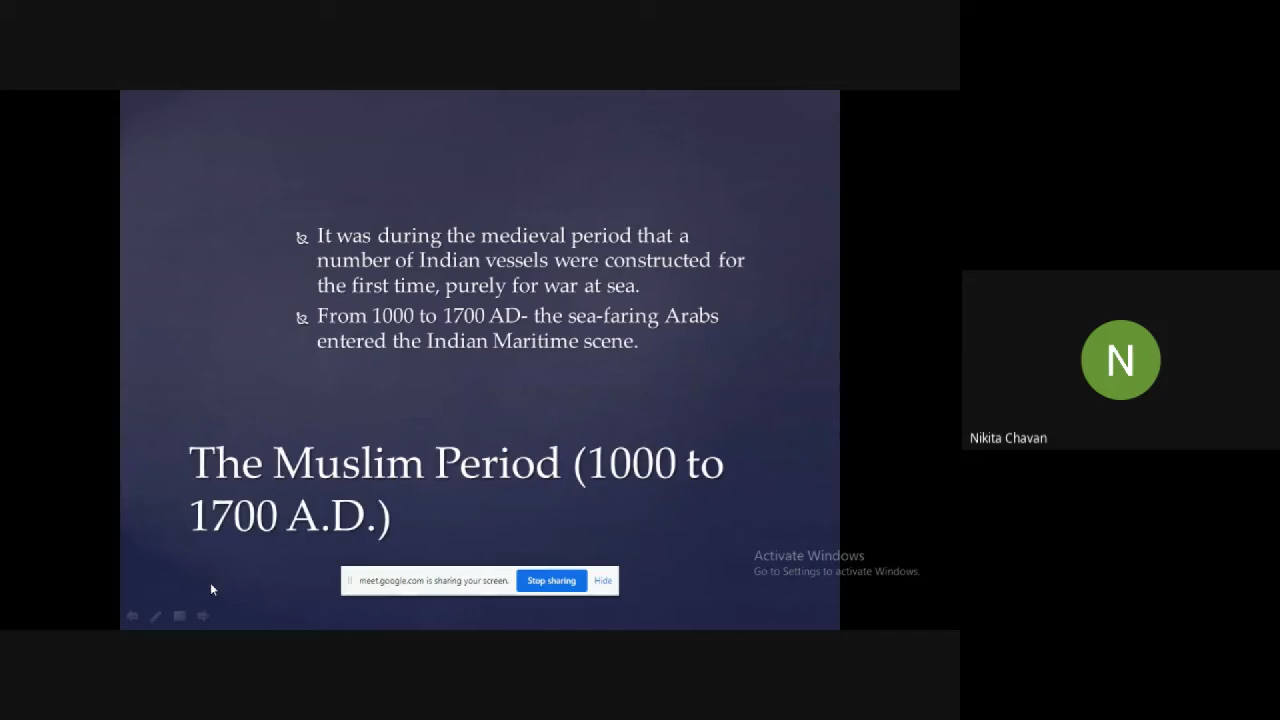 It was during the medieval period that a
number of Indian vessels were constructed for
the first time, purely for war at sea.
From 1000 to 1700 AD- the sea-faring Arabs
entered the Indian Maritime scene.
The Muslim Period (1000 to
1700 A.D.)
Activate Windows
Go to Settings to activate Windows.
meet.google.com is sharing your screen. Stop sharing Hide
N
Nikita Chavan